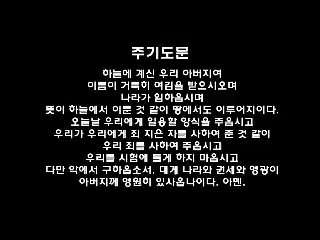 주기도문
하늘에 계신 우리 아버지여
이름이 거룩히 여김을 받으시오며
나라가 임하옵시며
뜻이 하늘에서 이룬 것 같이 땅에서도 이루어지이다.
오늘날 우리에게 일용할 양식을 주옵시고
우리가 우리에게 죄 지은 자를 사하여 준 것 같이
우리 죄를 사하여 주옵시고
우리를 시험에 들게 하지 마옵시고
다만 악에서 구하옵소서. 대게 나라와 권세와 영광이
아버지께 영원히 있사옵나이다. 아멘.